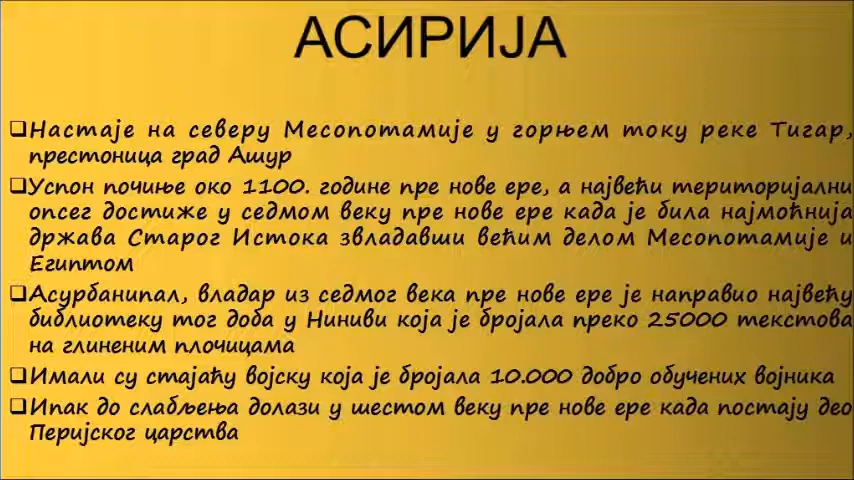 АСИРИЈА
❑Настаје на северу Месопотамије у горњем току реке Тигар,
престоница град Ашур
❑Успон почиње око 1100. године пре нове ере, а највећи територијални
опсег достиже у седмом веку пре нове ере када је била најмоћнија
држава Старог Истока звладавши већим делом Месопотамије и
Египтом
❑Асурбанипал, владар из седмог века пре нове ере је направио највећу
библиотеку тог доба у Ниниви која је бројала преко 25000 текстова
на глиненим плочицама
❑Имали су стајаћу војску која је бројала 10.000 добро обучених војника
❑Ипак до слабљења долази у шестом веку пре нове ере када постају део
Перијског царства